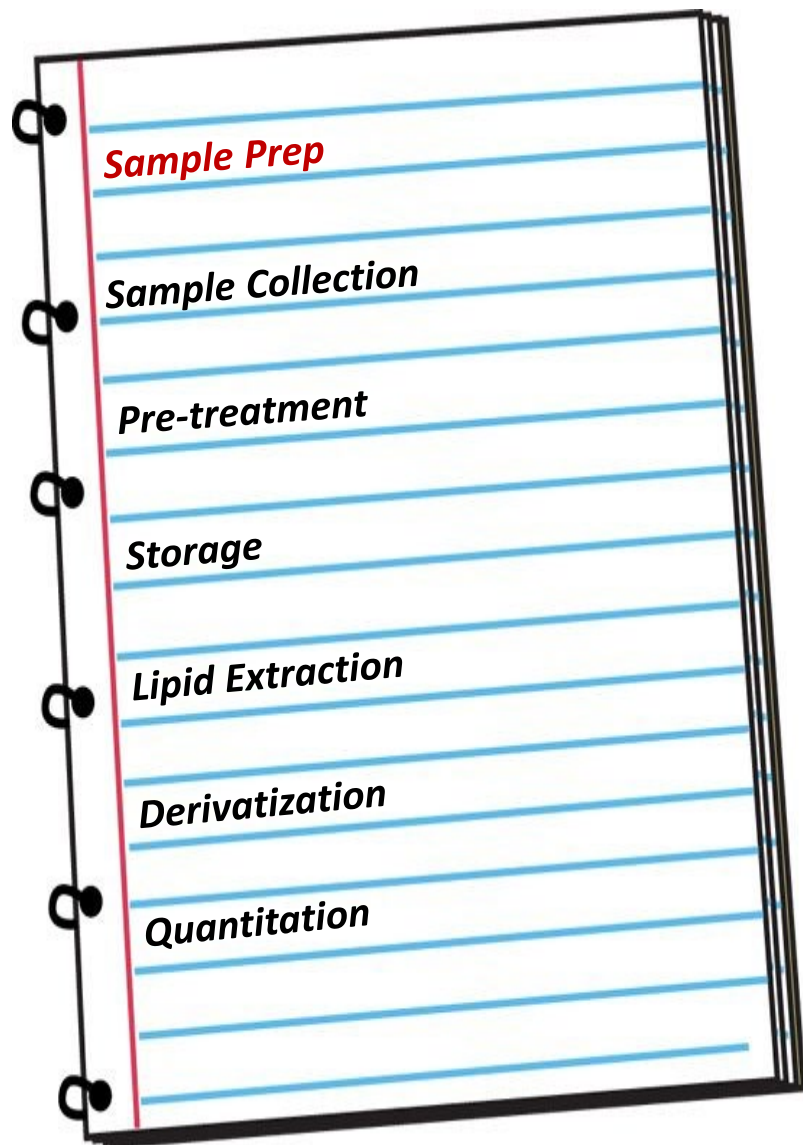 Sample Prep
Sample Collection
Pre-treatment
Storage
Lipid Extraction
Derivatization
Quantitation